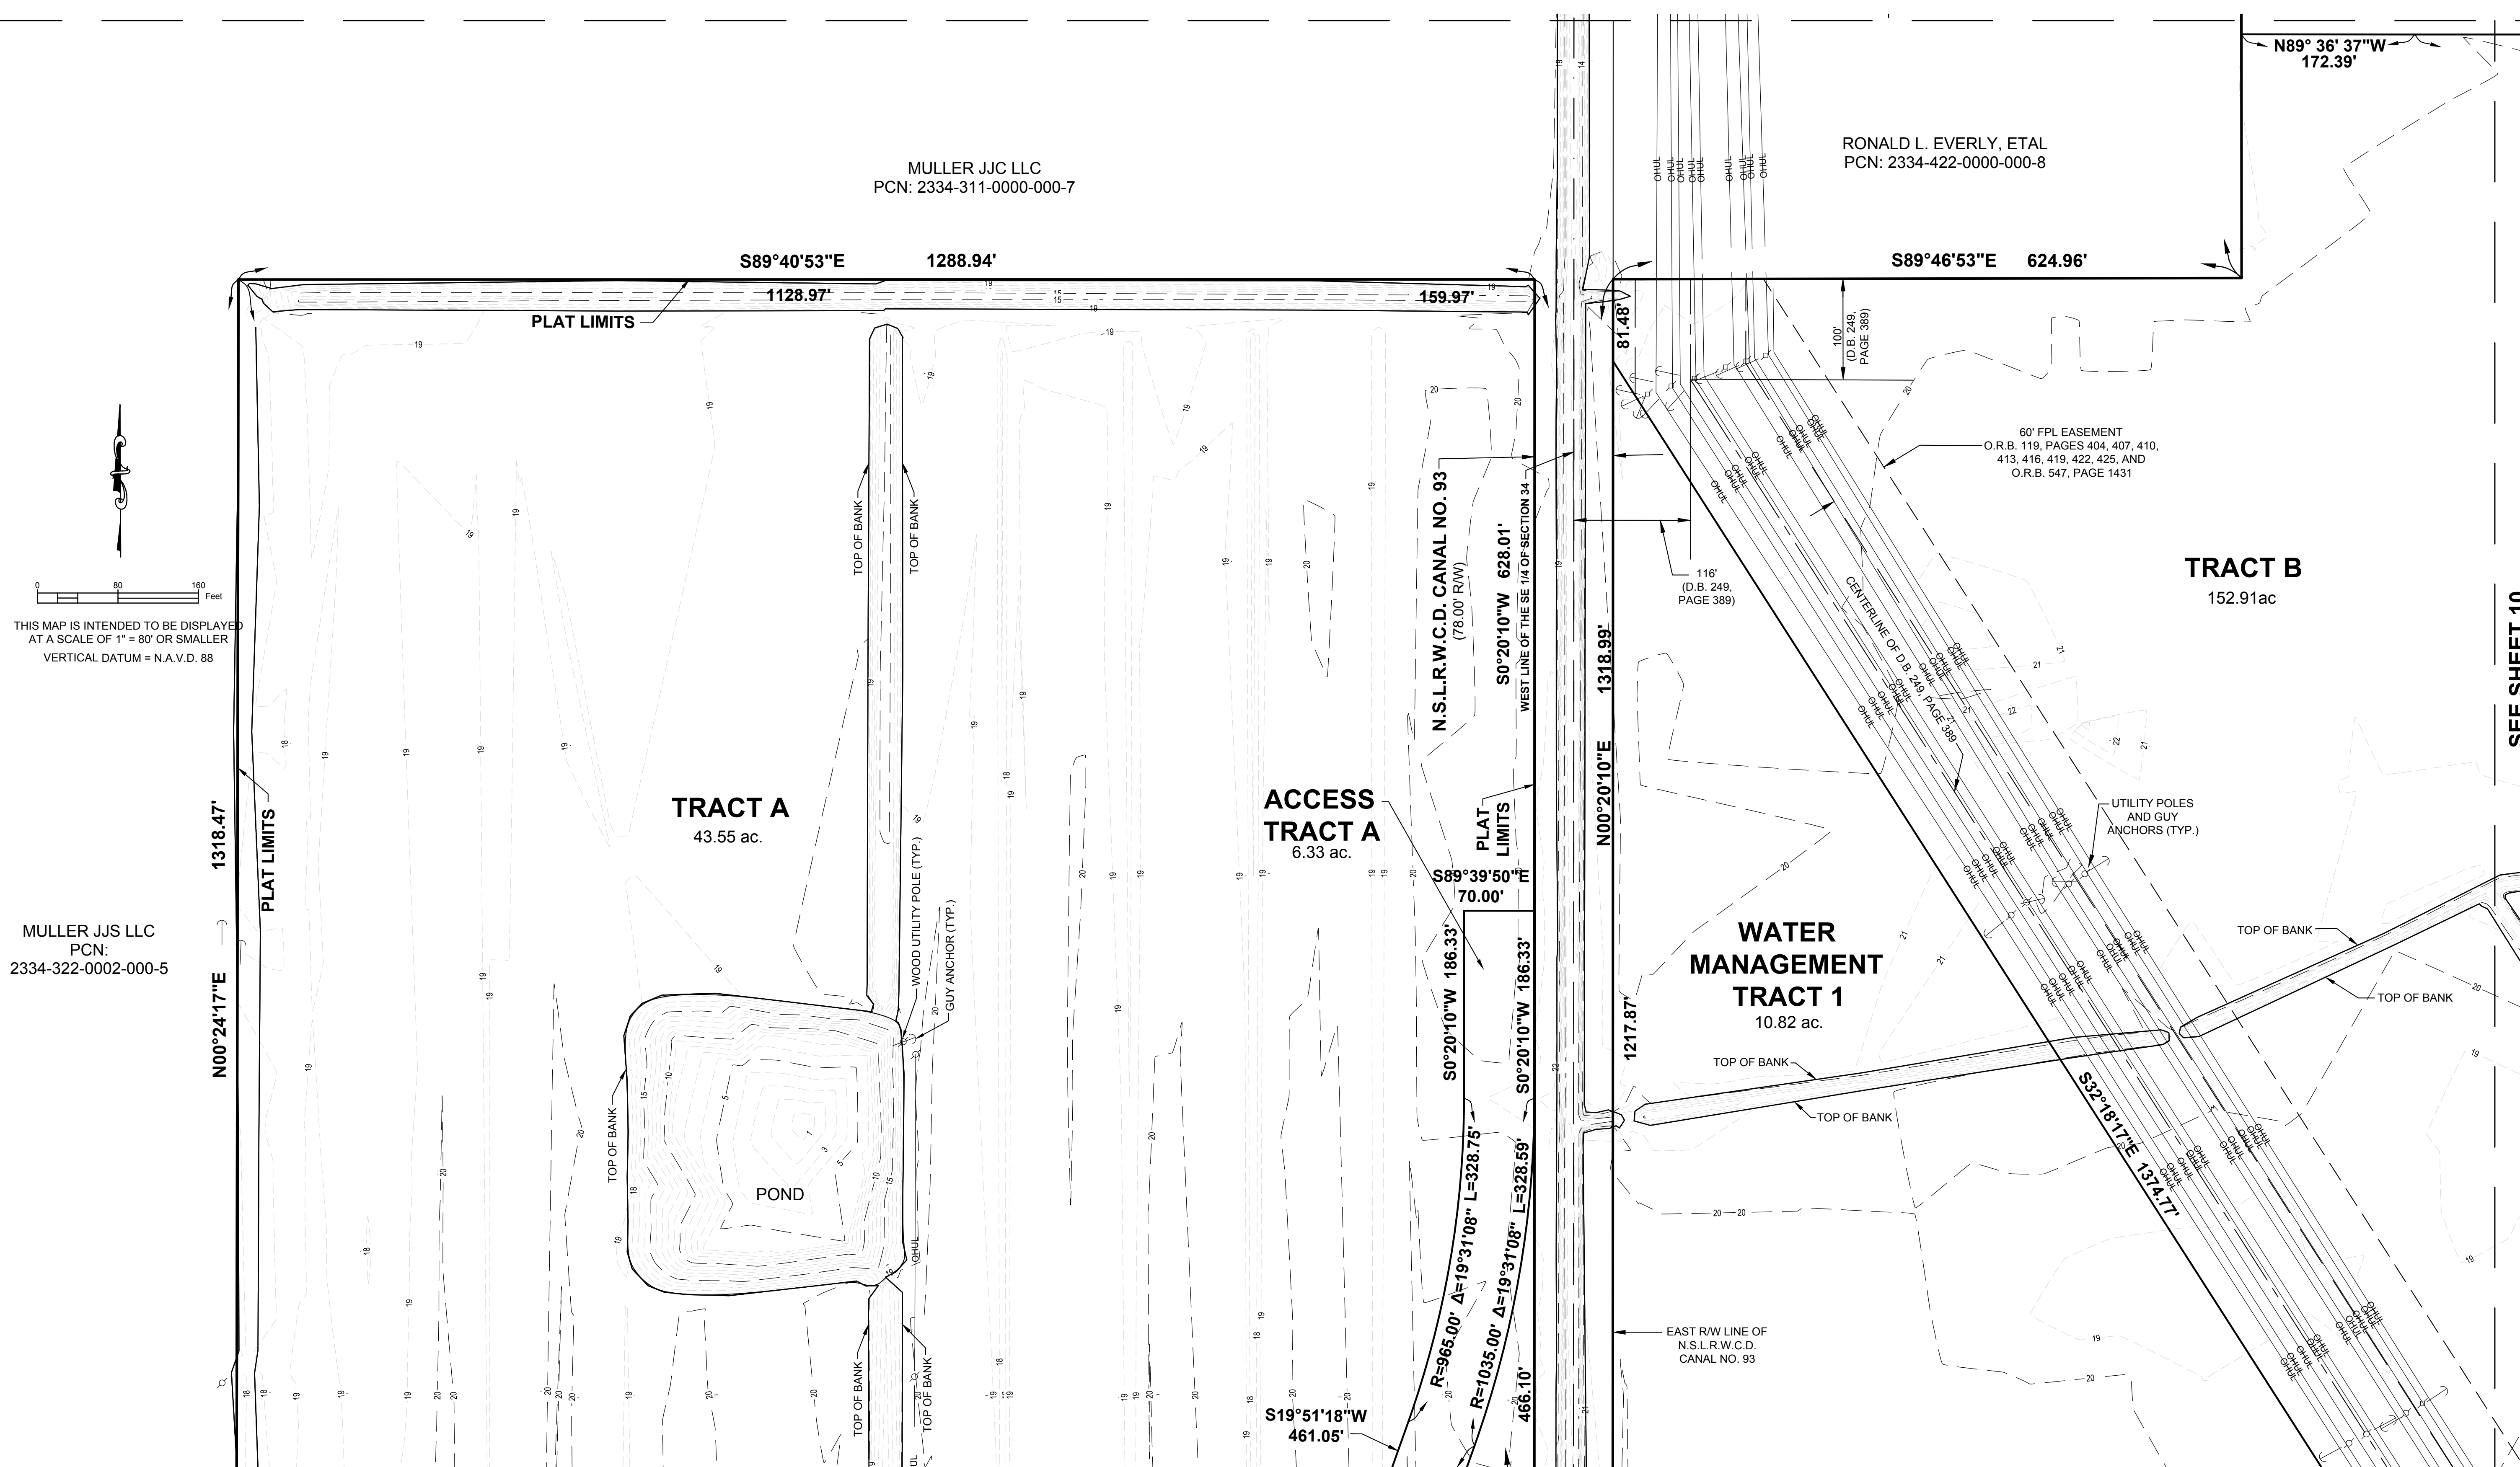 N89° 36' 37"W
172.39'
MULLER JJC LLC
PCN: 2334-311-0000-000-7
RONALD L. EVERLY, ETAL
PCN: 2334-422-0000-000-8
S89°40'53"E 1288.94'
1128.97'
159.97'
PLAT LIMITS
S89°46'53"E 624.96'
81.48'
100'
(D.B. 249,
PAGE 389)
60' FPL EASEMENT
O.R.B. 119, PAGES 404, 407, 410,
413, 416, 419, 422, 425, AND
O.R.B. 547, PAGE 1431
0 80 160
Feet
THIS MAP IS INTENDED TO BE DISPLAYED
AT A SCALE OF 1" = 80' OR SMALLER
VERTICAL DATUM = N.A.V.D. 88
TOP OF BANK
TOP OF BANK
N.S.L.R.W.C.D. CANAL NO. 93
(78.00' R/W)
S0°20'10"W 628.01'
WEST LINE OF THE SE 1/4 OF SECTION 34
116'
(D.B. 249,
PAGE 389)
CENTERLINE OF D.B. 249, PAGE 389
TRACT B
152.91ac
SEE SHEET 10
1318.99'
N00°20'10"E
1318.47'
PLAT LIMITS
N00°24'17"E
TRACT A
43.55 ac.
ACCESS
TRACT A
6.33 ac.
PLAT
LIMITS
S89°39'50"E
70.00'
UTILITY POLES
AND GUY
ANCHORS (TYP.)
WOOD UTILITY POLE (TYP.)
GUY ANCHOR (TYP.)
MULLER JJS LLC
PCN:
2334-322-0002-000-5
WATER
MANAGEMENT
TRACT 1
10.82 ac.
TOP OF BANK
TOP OF BANK
S0°20'10"W 186.33'
S0°20'10"W 186.33'
1217.87'
TOP OF BANK
TOP OF BANK
TOP OF BANK
POND
S32°18'17"E 1374.77'
R=965.00' Δ=19°31'08" L=328.75'
R=1035.00' Δ=19°31'08" L=328.59'
466.10'
EAST R/W LINE OF
N.S.L.R.W.C.D.
CANAL NO. 93
TOP OF BANK
TOP OF BANK
S19°51'18"W
461.05'
OHUL